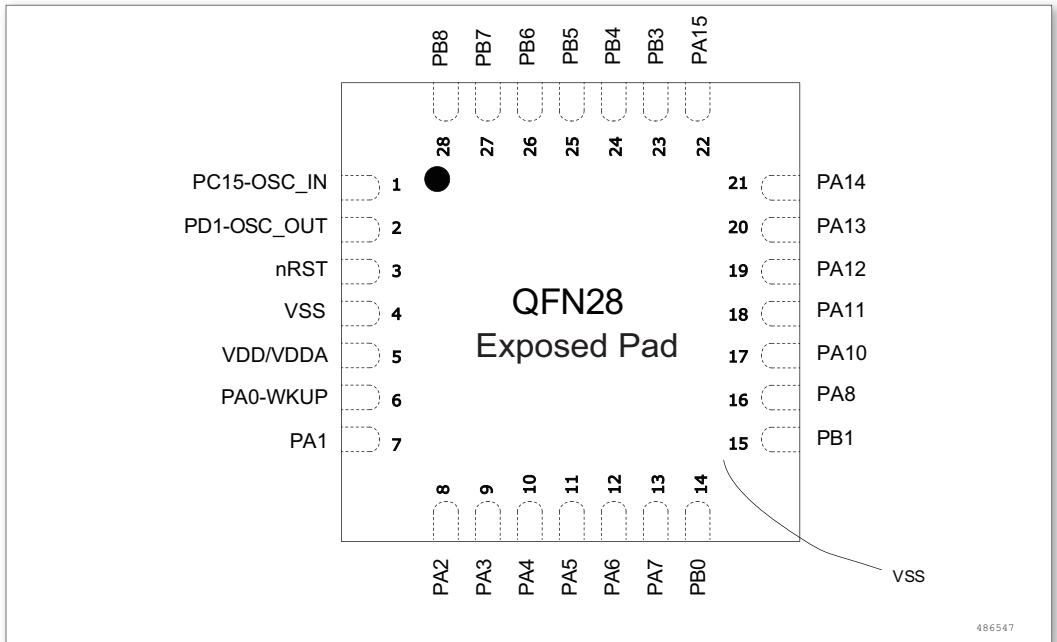 PB8 PB7 PB6 PB5 PB4 PB3 PA15
28 27 26 25 24 23 22
PC15-OSC_IN 1 21 PA14
PD1-OSC_OUT 2 20 PA13
nRST 3 19 PA12
VSS 4 18 PA11
QFN28
Exposed Pad
VDD/VDDA 5 17 PA10
PA0-WKUP 6 16 PA8
PA1 7 15 PB1
8 9 10 11 12 13 14
PA2 PA3 PA4 PA5 PA6 PA7 PB0
VSS
486547